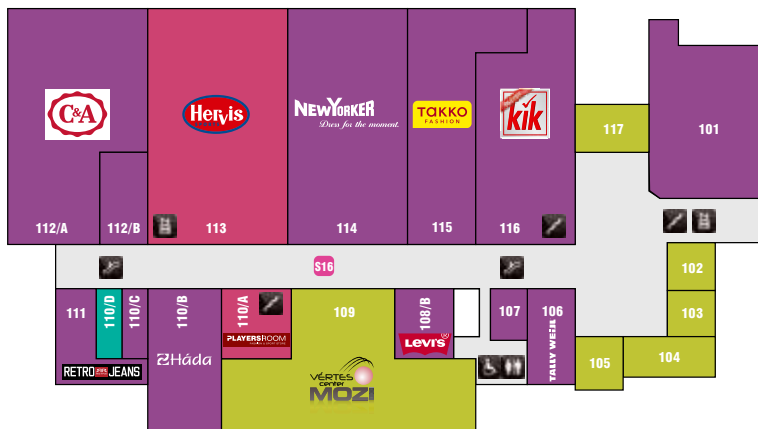 C&A
HERVIS
NEWYORKER
Dress for the moment.
TAKKO
FASHION
kik
117
101
112/A
112/B
113
114
115
116
S16
102
103
104
105
111
110/D
110/C
110/B
110/A
109
108/B
107
106
RETRO JEANS
Háda
PLAYERSROOM
LEVI'S
TALLY WEiJL
VÉRTES
center
MOZI